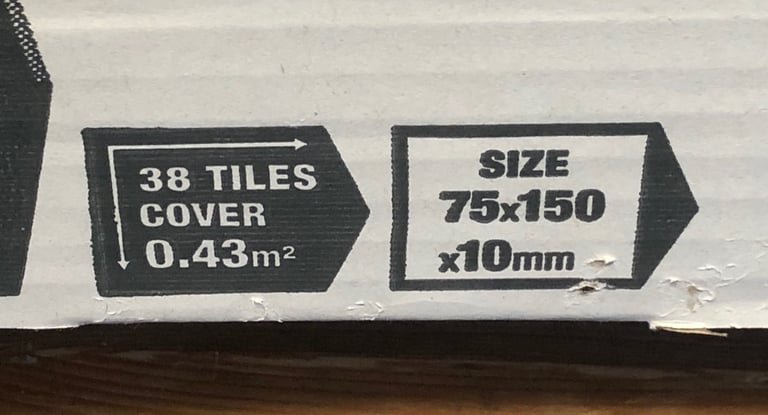 38 TILES
COVER
0.43m²
SIZE
75x150
x10mm